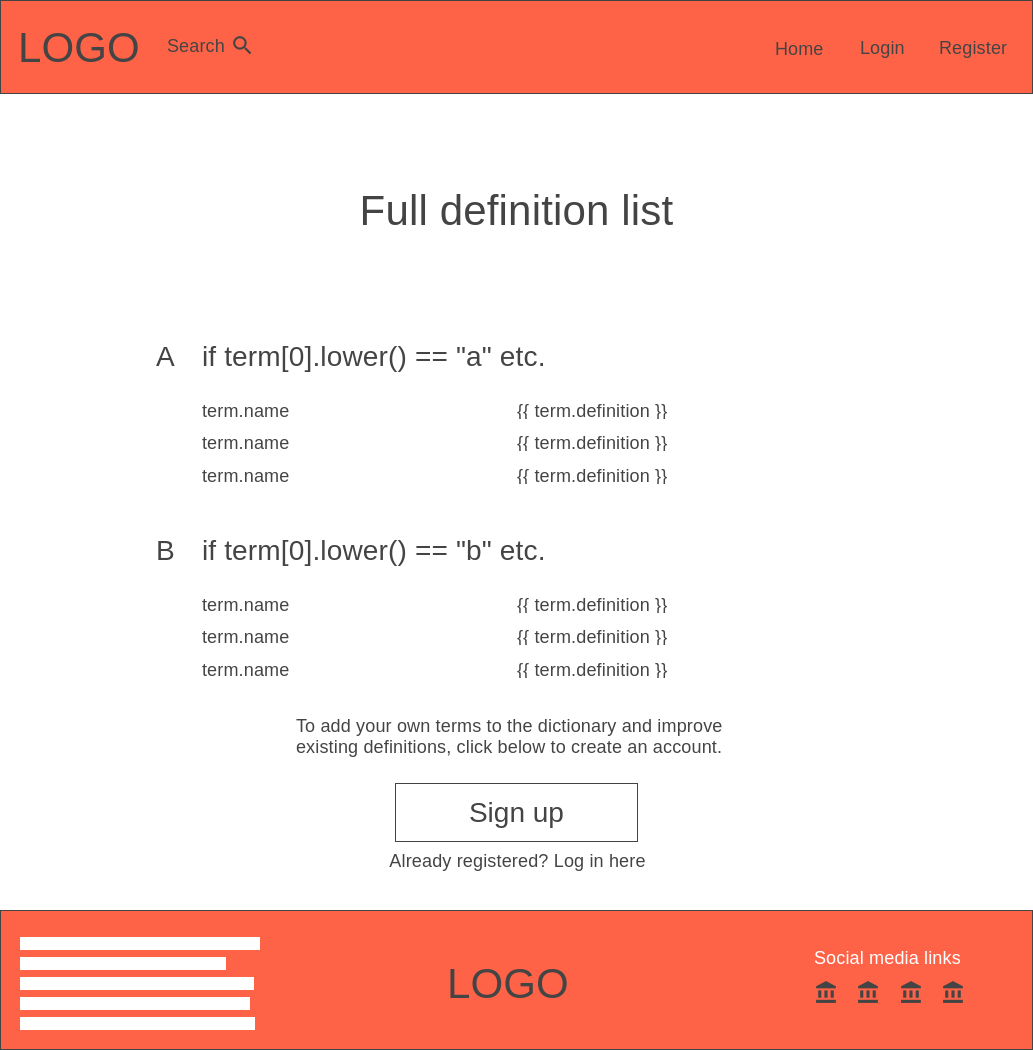 LOGO Search Home Login Register
Full definition list
A if term[0].lower() == "a" etc.
term.name {{ term.definition }}
term.name {{ term.definition }}
term.name {{ term.definition }}
B if term[0].lower() == "b" etc.
term.name {{ term.definition }}
term.name {{ term.definition }}
term.name {{ term.definition }}
To add your own terms to the dictionary and improve
existing definitions, click below to create an account.
Sign up
Already registered? Log in here
LOGO
Social media links